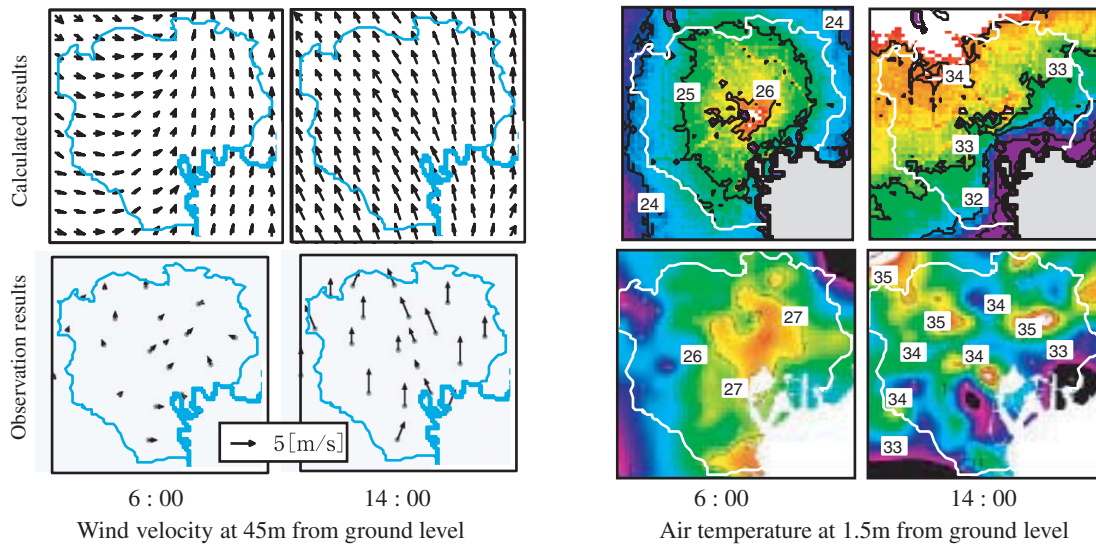 Calculated results
24
25
26
24
34
33
33
32
Observation results
5[m/s]
27
26
27
35
34
35
35
34
34
33
34
33
6 : 00
14 : 00
6 : 00
14 : 00
Wind velocity at 45m from ground level
Air temperature at 1.5m from ground level